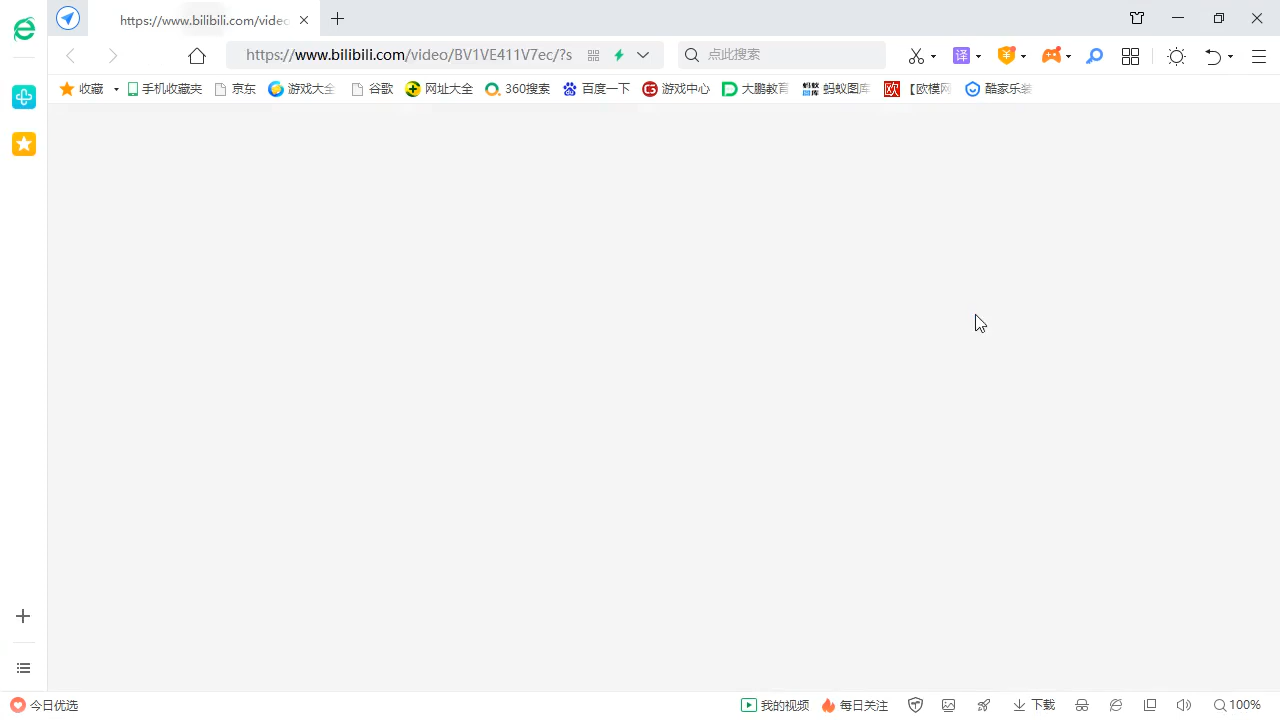 https://www.bilibili.com/videc
https://www.bilibili.com/video/BV1VE411V7ec/?s
点此搜索
译
收藏 手机收藏夹 京东 游戏大全 谷歌 网址大全 360搜索 百度一下 游戏中心 大鹏教育 蚂蚁图库 欧 【欧模网 酷家乐装
今日优选 我的视频 每日关注 下载 100%